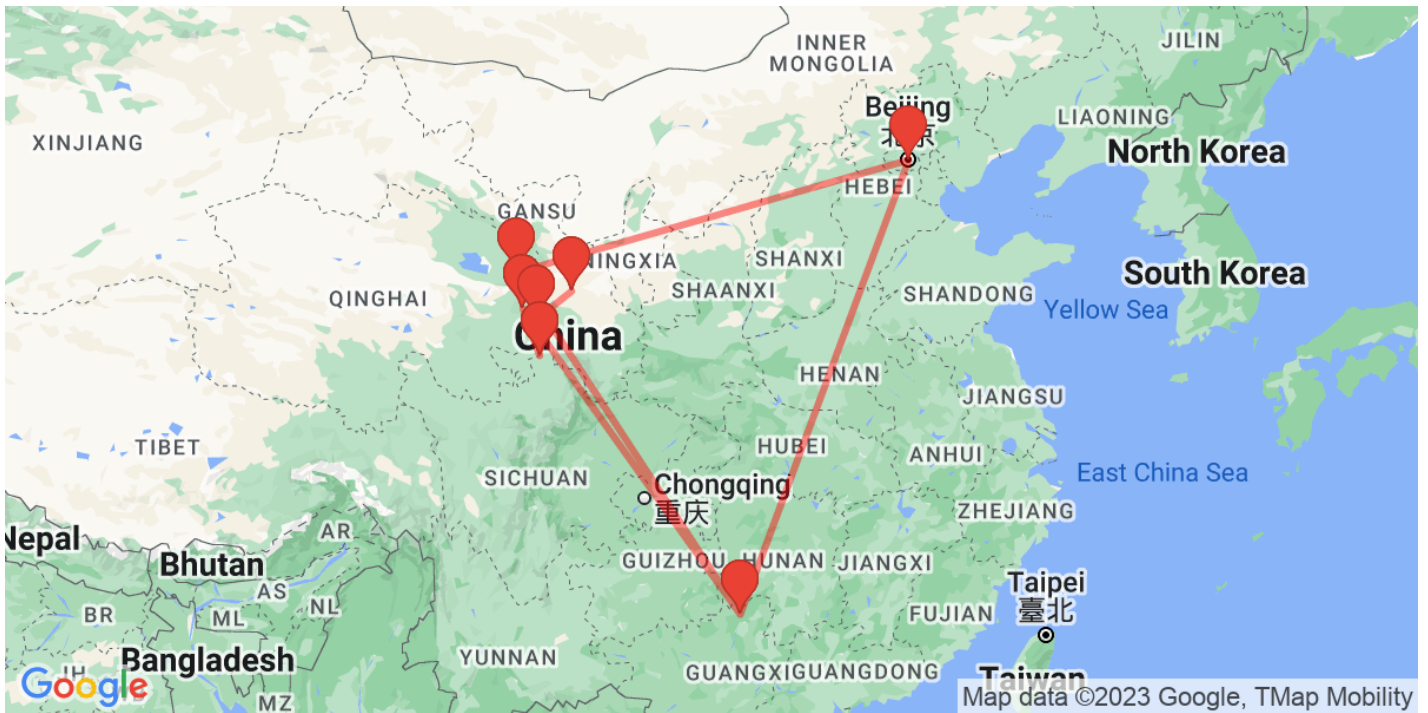 INNER
MONGOLIA
JILIN
XINJIANG
Beijing
LIAONING
North Korea
HEBEI
GANSU
NINGXIA
SHANXI
SHAANXI
South Korea
QINGHAI
SHANDONG
Yellow Sea
China
HENAN
JIANGSU
TIBET
HUBEI
ANHUI
East China Sea
SICHUAN
Chongqing
重庆
ZHEJIANG
AR
Nepal
Bhutan
GUIZHOU
HUNAN
JIANGXI
AS
NL
Taipei
臺北
BR
ML
FUJIAN
Bangladesh
YUNNAN
GUANGXI
GUANGDONG
Taiwan
Google
MZ
Map data ©2023 Google, TMap Mobility